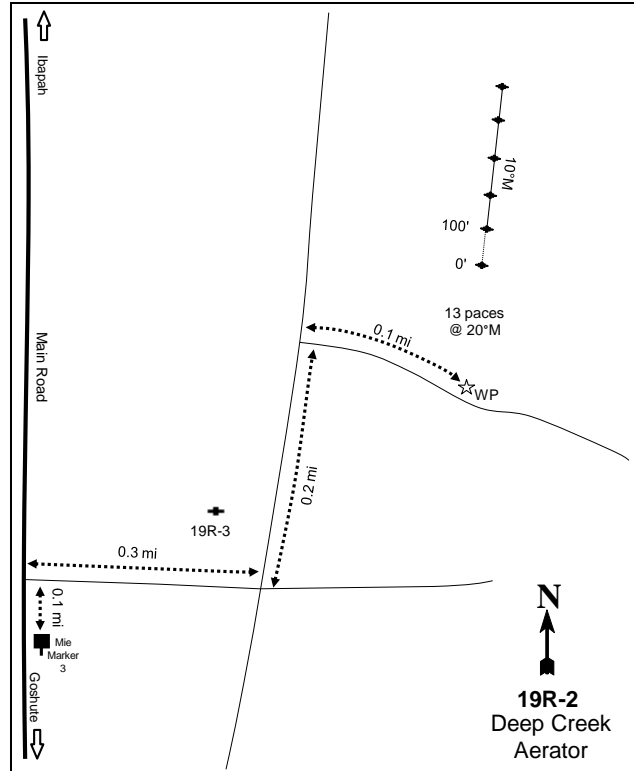 Ibapah
10°M
100'
0'
13 paces
@ 20°M
0.1 mi
Main Road
WP
0.2 mi
19R-3
0.3 mi
0.1 mi
Mie
Marker
3
Goshute
N
19R-2
Deep Creek
Aerator